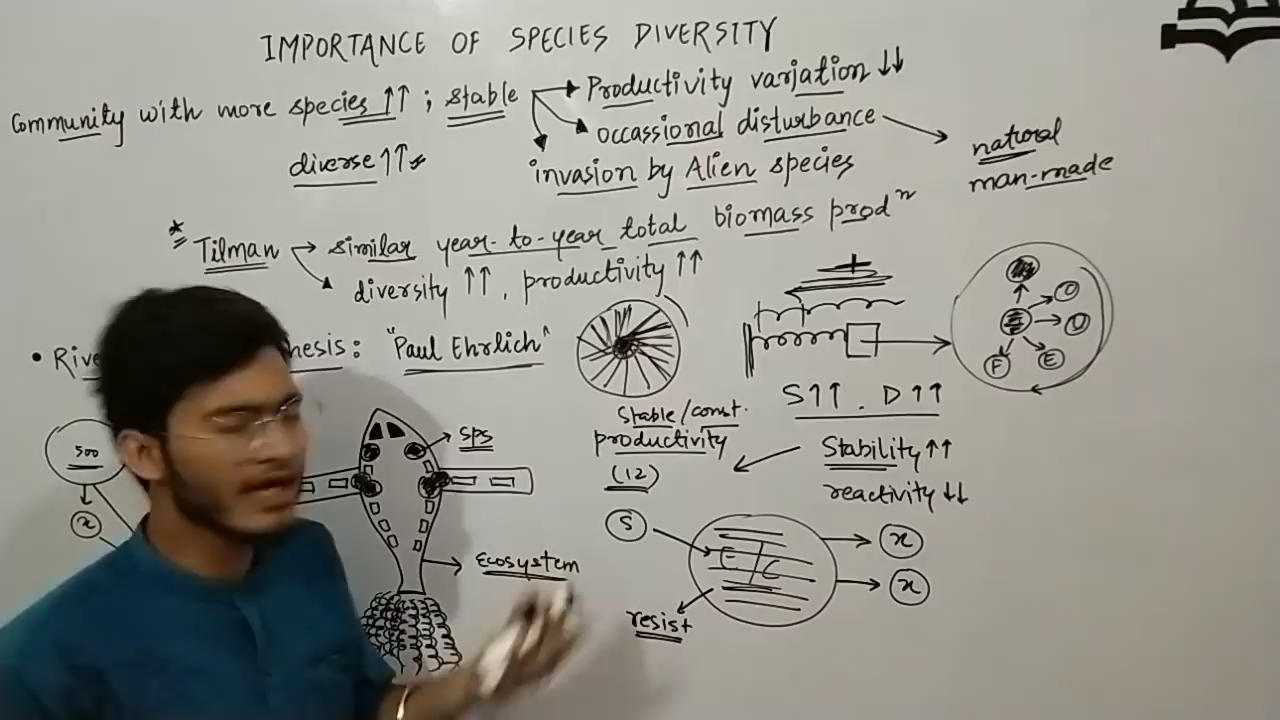 IMPORTANCE OF SPECIES DIVERSITY
Community with more species ↑↑ ; stable → Productivity variation ↓↓
diverse ↑↑
occassional disturbance → natural
man-made
invasion by Alien species
* Tilman → similar year-to-year total biomass prodⁿ
diversity ↑↑, productivity ↑↑
• Rive nesis: "Paul Ehrlich"
500
x
sps
Ecosystem
Stable/const.
productivity
(12)
F
E
S↑↑ . D↑↑
Stability ↑↑
reactivity ↓↓
S
C
x
x
resist